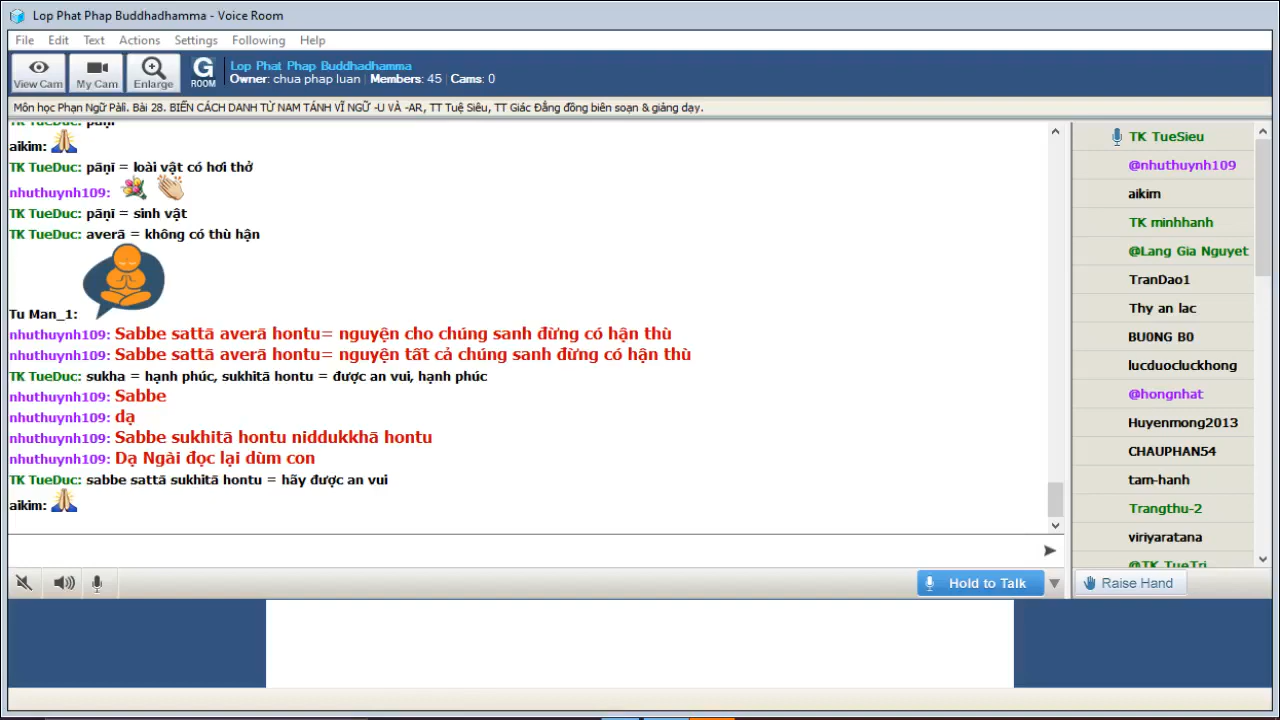 Lop Phat Phap Buddhadhamma - Voice Room
File Edit Text Actions Settings Following Help
View Cam My Cam Enlarge G ROOM
Lop Phat Phap Buddhadhamma
Owner: chua phap luan | Members: 45 | Cams: 0
Môn học Phạn Ngữ Pàli. Bài 28. BIẾN CÁCH DANH TỪ NAM TÁNH VĨ NGỮ -U VÀ -AR, TT Tuệ Siêu, TT Giác Đẳng đồng biên soạn & giảng dạy.
TK TueDuc: pāṇī
aikim:
TK TueDuc: pāṇī = loài vật có hơi thở
nhuthuynh109:
TK TueDuc: pāṇī = sinh vật
TK TueDuc: averā = không có thù hận
Tu Man_1:
nhuthuynh109: Sabbe sattā averā hontu= nguyện cho chúng sanh đừng có hận thù
nhuthuynh109: Sabbe sattā averā hontu= nguyện tất cả chúng sanh đừng có hận thù
TK TueDuc: sukha = hạnh phúc, sukhitā hontu = được an vui, hạnh phúc
nhuthuynh109: Sabbe
nhuthuynh109: dạ
nhuthuynh109: Sabbe sukhitā hontu niddukkhā hontu
nhuthuynh109: Dạ Ngài đọc lại dùm con
TK TueDuc: sabbe sattā sukhitā hontu = hãy được an vui
aikim:
TK TueSieu
@nhuthuynh109
aikim
TK minhhanh
@Lang Gia Nguyet
TranDao1
Thy an lac
BU0NG B0
lucduocluckhong
@hongnhat
Huyenmong2013
CHAUPHAN54
tam-hanh
Trangthu-2
viriyaratana
@TK TueTri
Hold to Talk
Raise Hand